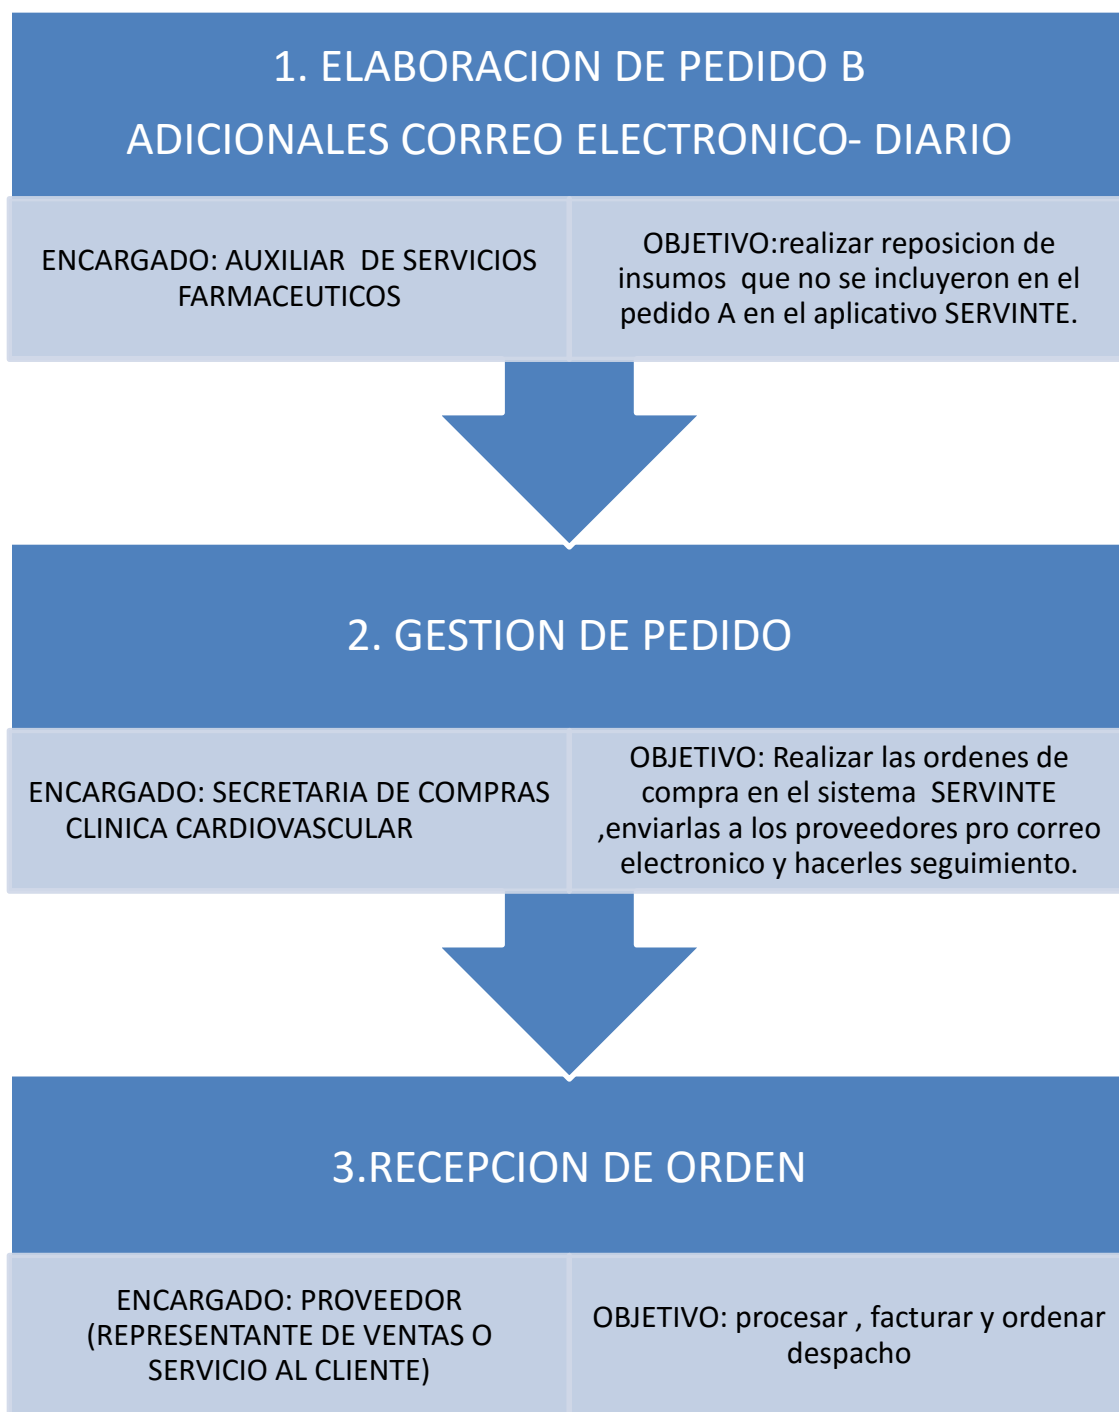 1. ELABORACION DE PEDIDO B
ADICIONALES CORREO ELECTRONICO- DIARIO
ENCARGADO: AUXILIAR DE SERVICIOS
FARMACEUTICOS
OBJETIVO:realizar reposicion de
insumos que no se incluyeron en el
pedido A en el aplicativo SERVINTE.
2. GESTION DE PEDIDO
ENCARGADO: SECRETARIA DE COMPRAS
CLINICA CARDIOVASCULAR
OBJETIVO: Realizar las ordenes de
compra en el sistema SERVINTE
,enviarlas a los proveedores pro correo
electronico y hacerles seguimiento.
3.RECEPCION DE ORDEN
ENCARGADO: PROVEEDOR
(REPRESENTANTE DE VENTAS O
SERVICIO AL CLIENTE)
OBJETIVO: procesar , facturar y ordenar
despacho